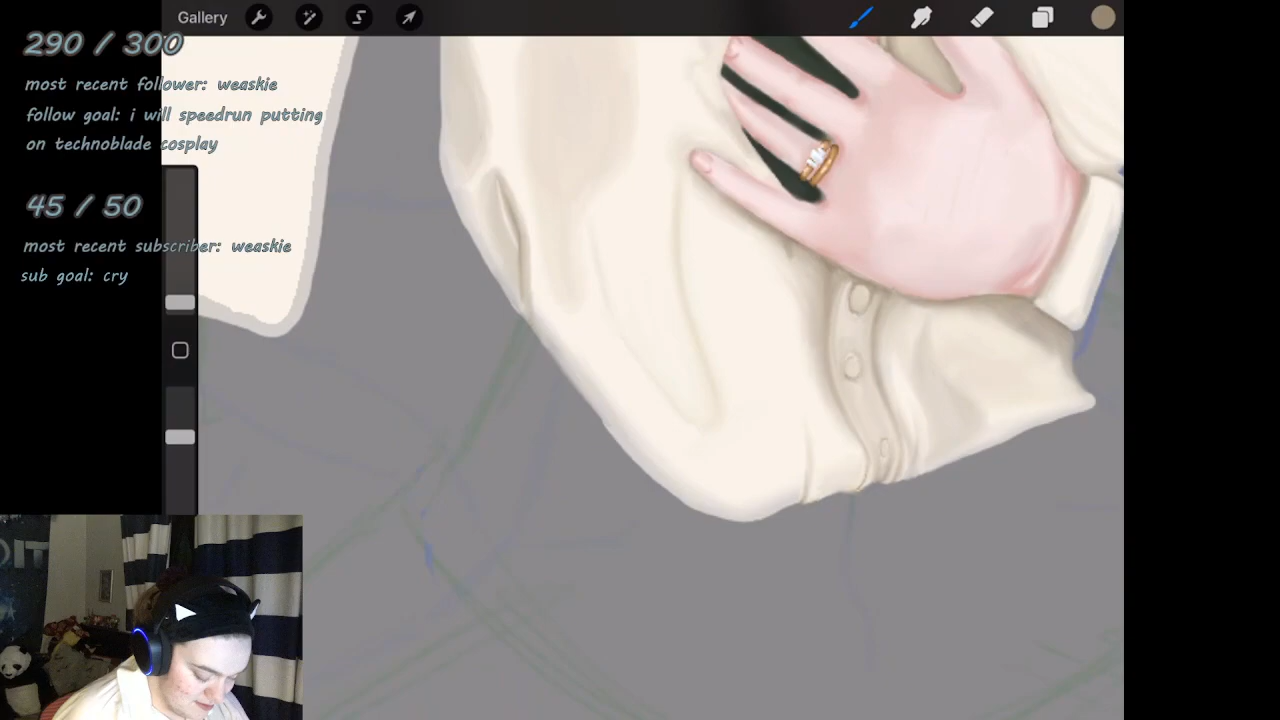 Gallery
290 / 300
most recent follower: weaskie
follow goal: i will speedrun putting
on technoblade cosplay
45 / 50
most recent subscriber: weaskie
sub goal: cry